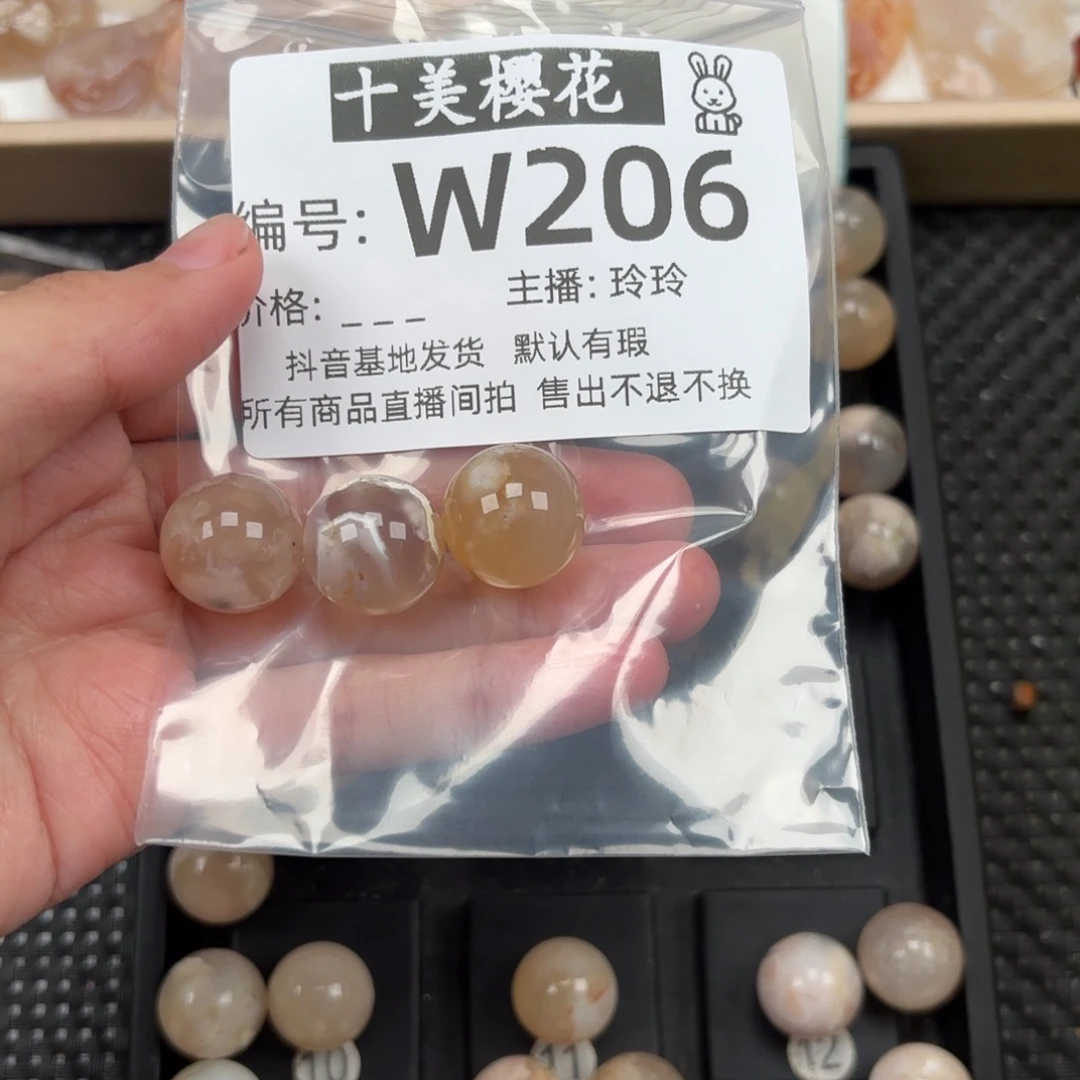 十美樱花
编号: W206
价格: _ _ _ 主播: 玲玲
抖音基地发货 默认有瑕
所有商品直播间拍 售出不退不换
10
11
12